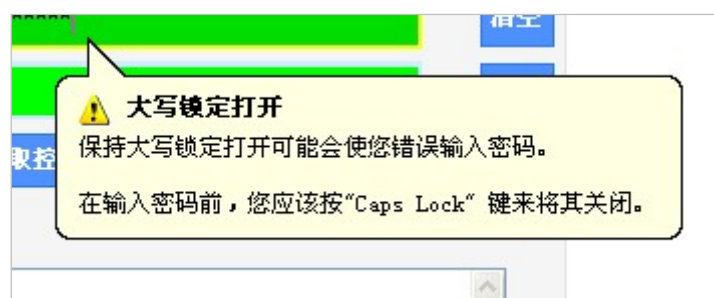 清空
大写锁定打开
保持大写锁定打开可能会使您错误输入密码。
在输入密码前，您应该按"Caps Lock" 键来将其关闭。